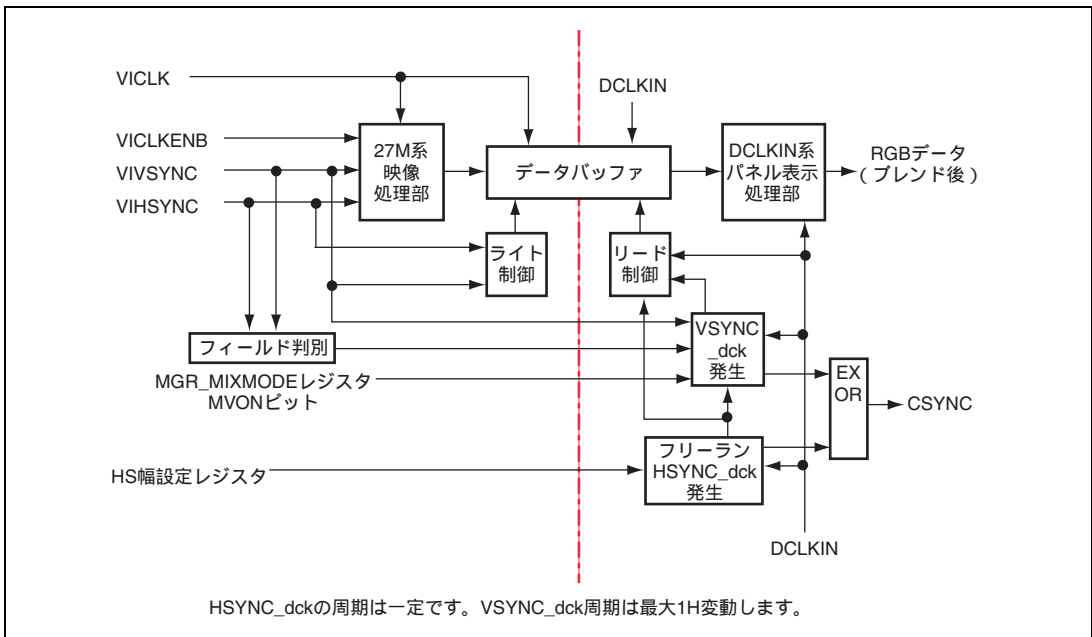 VICLK
DCLKIN
VICLKENB
VIVSYNC
VIHSYNC
27M系
映像
処理部
データバッファ
DCLKIN系
パネル表示
処理部
RGBデータ
(ブレンド後)
ライト
制御
リード
制御
フィールド判別
VSYNC
_dck
発生
MGR_MIXMODEレジスタ
MVONビット
EX
OR
CSYNC
HS幅設定レジスタ
フリーラン
HSYNC_dck
発生
DCLKIN
HSYNC_dckの周期は一定です。VSYNC_dck周期は最大1H変動します。